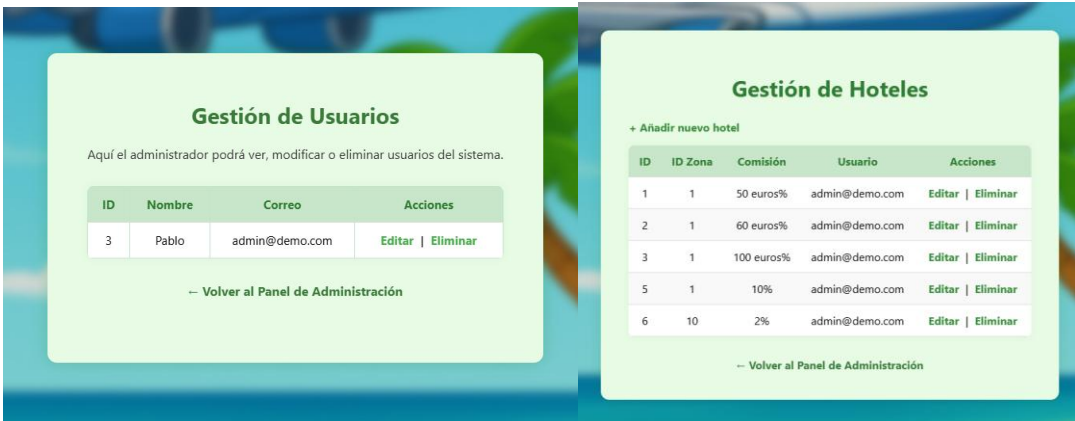 Gestión de Usuarios
Aquí el administrador podrá ver, modificar o eliminar usuarios del sistema.
ID Nombre Correo Acciones
3 Pablo admin@demo.com Editar | Eliminar
← Volver al Panel de Administración
Gestión de Hoteles
+ Añadir nuevo hotel
ID ID Zona Comisión Usuario Acciones
1 1 50 euros% admin@demo.com Editar | Eliminar
2 1 60 euros% admin@demo.com Editar | Eliminar
3 1 100 euros% admin@demo.com Editar | Eliminar
5 1 10% admin@demo.com Editar | Eliminar
6 10 2% admin@demo.com Editar | Eliminar
← Volver al Panel de Administración